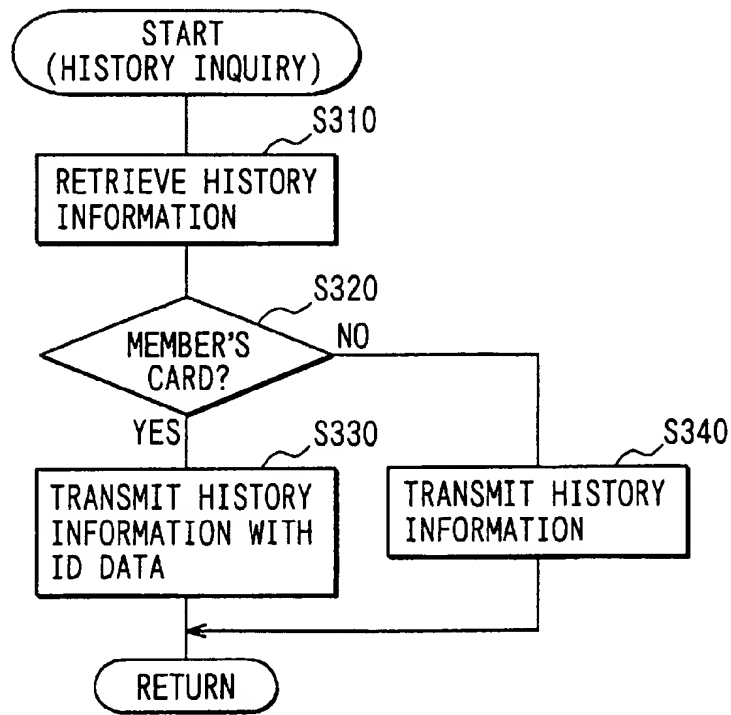 START
(HISTORY INQUIRY)
S310
RETRIEVE HISTORY
INFORMATION
S320
MEMBER'S
CARD?
NO
YES
S330
TRANSMIT HISTORY
INFORMATION WITH
ID DATA
S340
TRANSMIT HISTORY
INFORMATION
RETURN